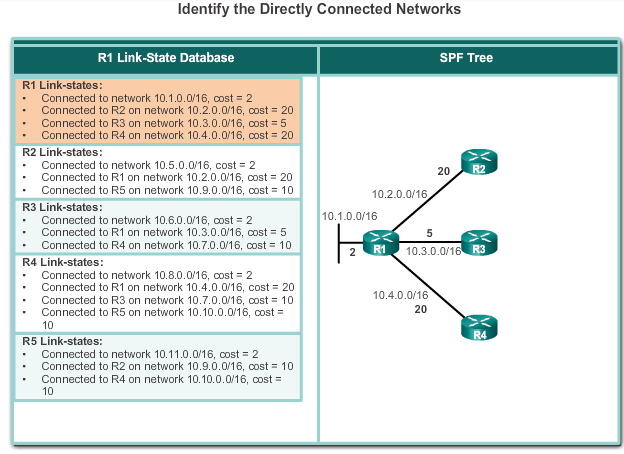 Identify the Directly Connected Networks
R1 Link-State Database
SPF Tree
R1 Link-states:
• Connected to network 10.1.0.0/16, cost = 2
• Connected to R2 on network 10.2.0.0/16, cost = 20
• Connected to R3 on network 10.3.0.0/16, cost = 5
• Connected to R4 on network 10.4.0.0/16, cost = 20
R2 Link-states:
• Connected to network 10.5.0.0/16, cost = 2
• Connected to R1 on network 10.2.0.0/16, cost = 20
• Connected to R5 on network 10.9.0.0/16, cost = 10
R3 Link-states:
• Connected to network 10.6.0.0/16, cost = 2
• Connected to R1 on network 10.3.0.0/16, cost = 5
• Connected to R4 on network 10.7.0.0/16, cost = 10
R4 Link-states:
• Connected to network 10.8.0.0/16, cost = 2
• Connected to R1 on network 10.4.0.0/16, cost = 20
• Connected to R3 on network 10.7.0.0/16, cost = 10
• Connected to R5 on network 10.10.0.0/16, cost =
10
R5 Link-states:
• Connected to network 10.11.0.0/16, cost = 2
• Connected to R2 on network 10.9.0.0/16, cost = 10
• Connected to R4 on network 10.10.0.0/16, cost =
10
20
R2
10.2.0.0/16
10.1.0.0/16
5
2
R1
10.3.0.0/16
R3
10.4.0.0/16
20
R4